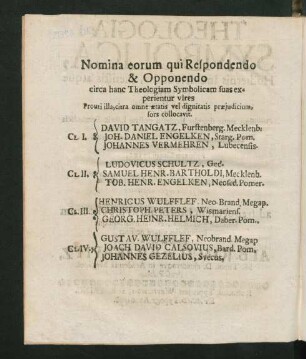 Nomina eorum qui Respondendo
& Opponendo
circa hanc Theologiam Symbolicam suas ex-
perientur vires
Prouti illa, citra omne ætatis vel dignitatis præjudicium,
sors collocavit.
DAVID TANGATZ, Furstenberg. Mecklenb.
Cl. I. JOH. DANIEL ENGELKEN, Starg. Pom.
JOHANNES VERMEHREN, Lubecensis.
LUDOVICUS SCHULTZ, Ged.
Cl. II. SAMUEL HENR. BARTHOLDI, Mecklenb.
TOB. HENR. ENGELKEN, Neosed. Pomer.
HENRICUS WULFFLEF, Neo Brand. Megap.
Cl. III. CHRISTOPH. PETERS, Wismariens.
GEORG. HEINR. HELMICH, Daber-Pom.
GUSTAV. WULFFLEF, Neobrand. Megap
Cl. IV. JOACH. DAVID CALSOVIUS, Bard. Pom.
JOHANNES GEZELIUS, Svecus,